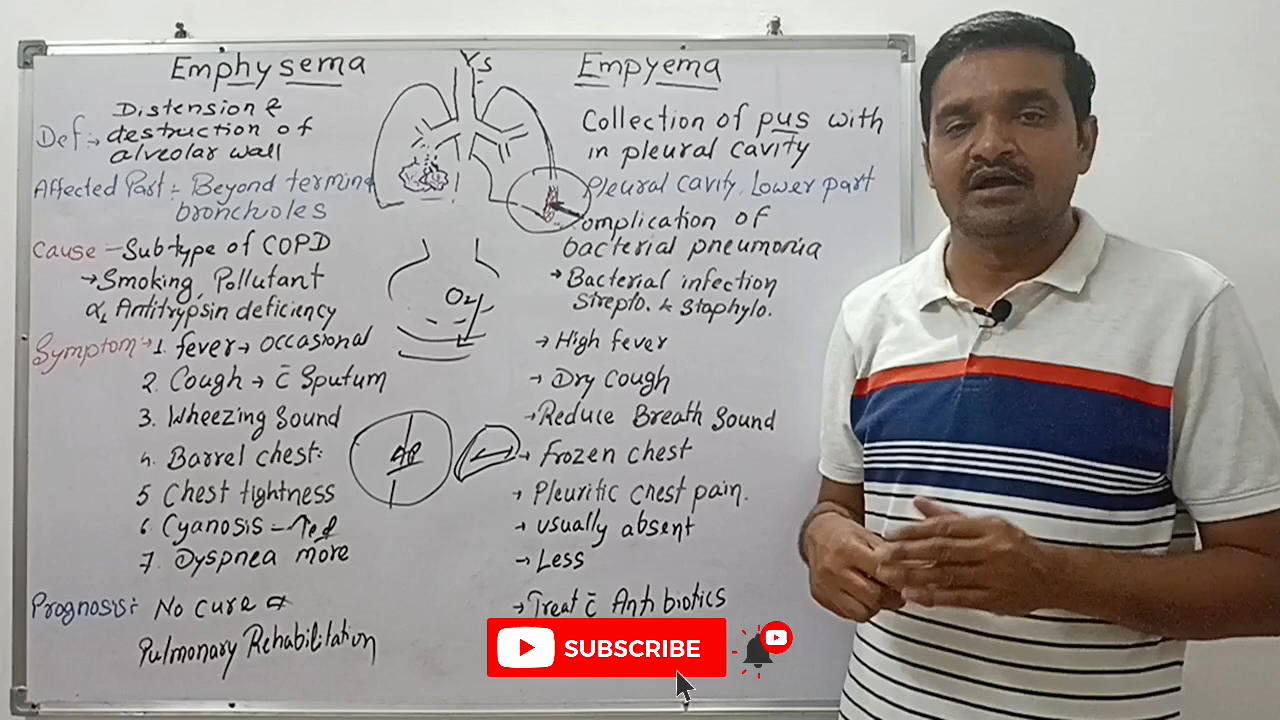 Emphysema Vs Empyema
Def:→ Distension &
destruction of
alveolar wall
Collection of pus with
in pleural cavity
Affected Part:- Beyond termina
bronchioles
Pleural cavity, Lower part
Cause - Subtype of COPD
→ Smoking, Pollutant
α1 Antitrypsin deficiency
omplication of
bacterial pneumonia
→ Bacterial infection
Strepto. & Staphylo.
O2
Symptom:→ 1. fever → occasional
→ High fever
2. Cough → c̄ Sputum
→ Dry Cough
3. Wheezing Sound
→ Reduce Breath Sound
4. Barrel chest:
→ Frozen chest
5 Chest tightness
→ Pleuritic chest pain.
6 Cyanosis - ↑ed
→ usually absent
7. Dyspnea more
→ Less
Prognosis: No cure
Pulmonary Rehabilitation
→ Treat c̄ Antibiotics
SUBSCRIBE